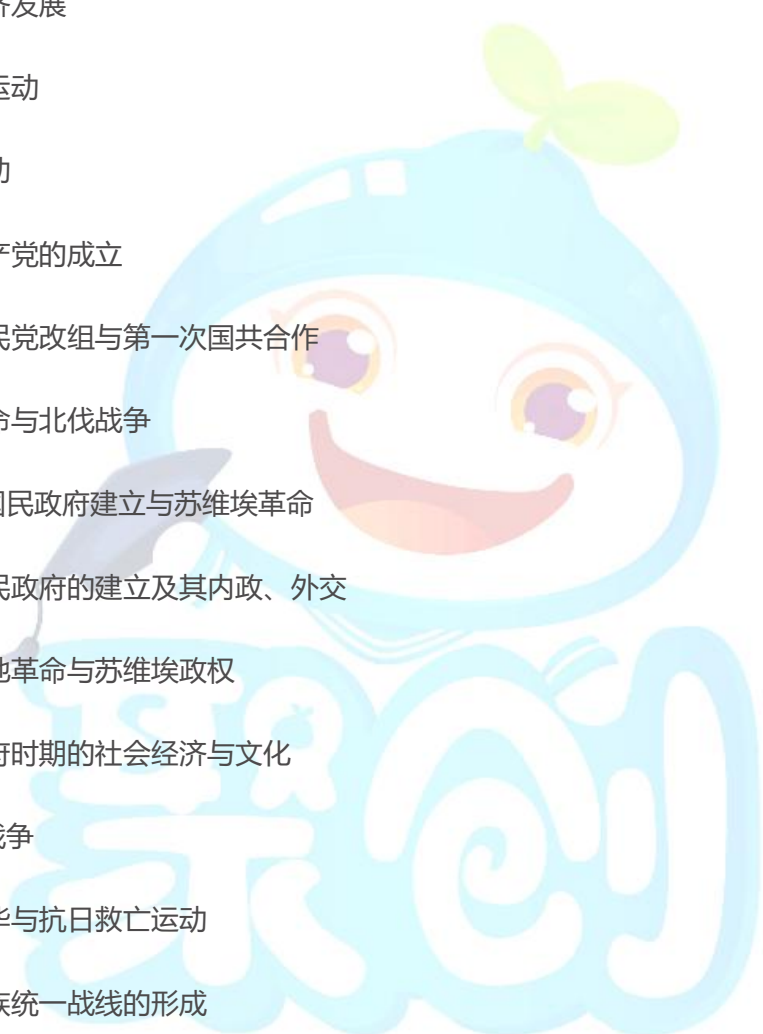 济发展
运动
动
产党的成立
民党改组与第一次国共合作
命与北伐战争
国民政府建立与苏维埃革命
民政府的建立及其内政、外交
地革命与苏维埃政权
府时期的社会经济与文化
战争
华与抗日救亡运动
族统一战线的形成
聚创